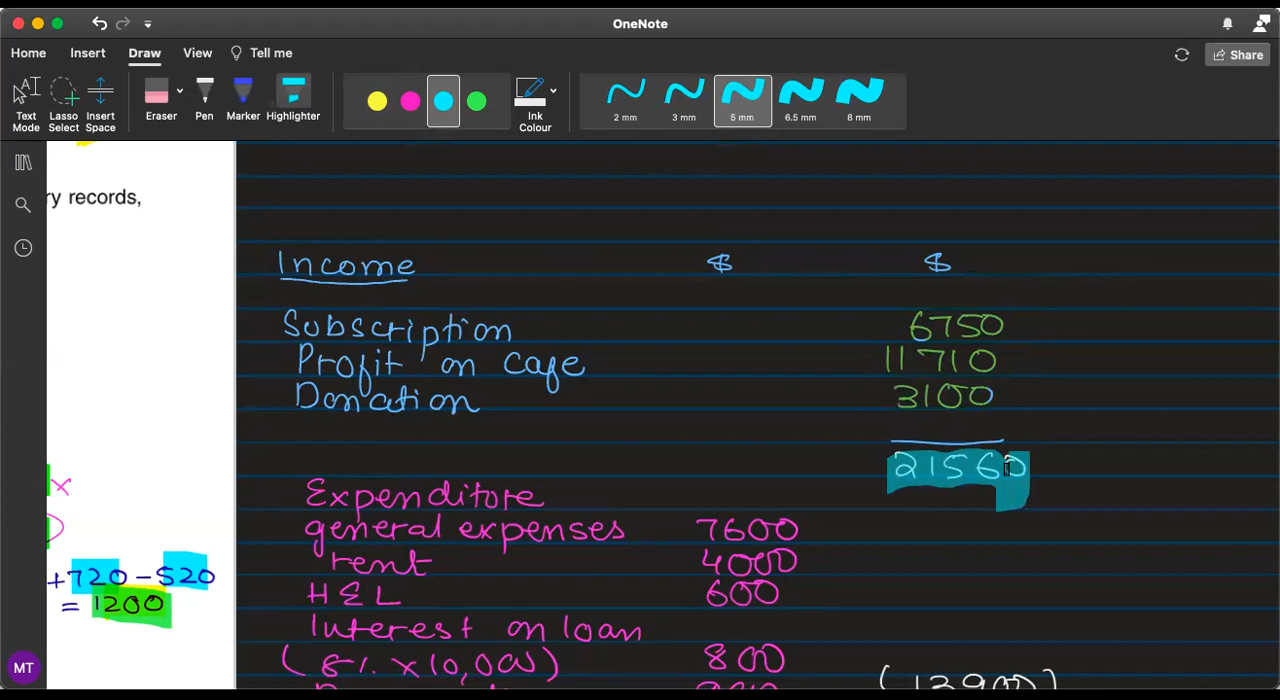 OneNote
Home Insert Draw View Tell me
Share
Text Mode Lasso Select Insert Space Eraser Pen Marker Highlighter Ink Colour 2 mm 3 mm 5 mm 6.5 mm 8 mm
ry records,
Income $ $
Subscription 6750
Profit on Cafe 11710
Donation 3100
21560
x
Expenditore
general expenses 7600
rent 4000
+720 - 520
H & L 600
= 1200
Interest on loan
(8% x 10,000) 800
(13900)
MT